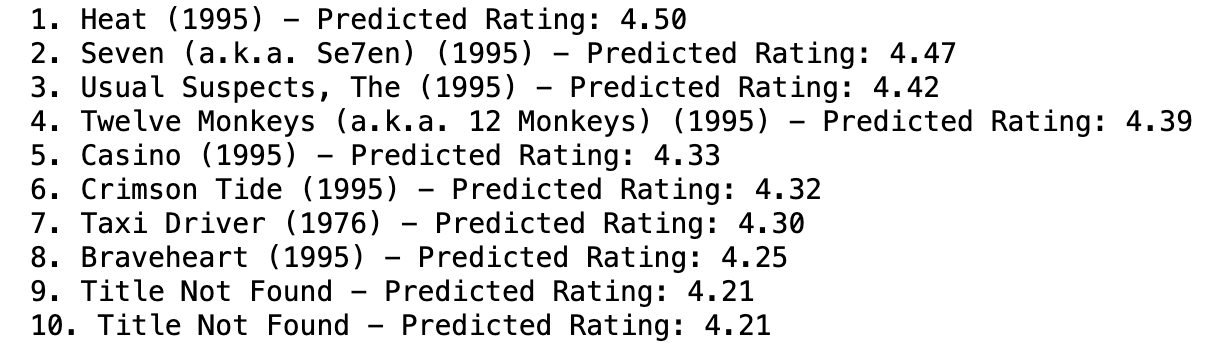 1. Heat (1995) – Predicted Rating: 4.50
2. Seven (a.k.a. Se7en) (1995) – Predicted Rating: 4.47
3. Usual Suspects, The (1995) – Predicted Rating: 4.42
4. Twelve Monkeys (a.k.a. 12 Monkeys) (1995) – Predicted Rating: 4.39
5. Casino (1995) – Predicted Rating: 4.33
6. Crimson Tide (1995) – Predicted Rating: 4.32
7. Taxi Driver (1976) – Predicted Rating: 4.30
8. Braveheart (1995) – Predicted Rating: 4.25
9. Title Not Found – Predicted Rating: 4.21
10. Title Not Found – Predicted Rating: 4.21